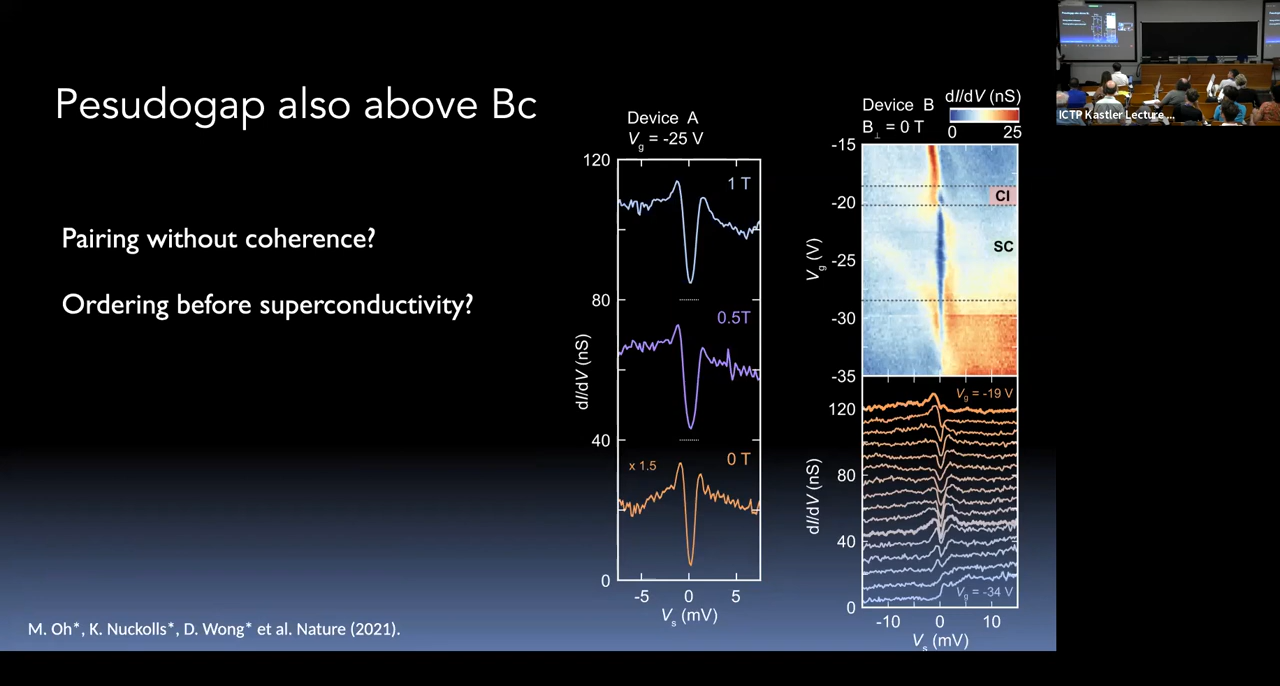 Pesudogap also above Bc
Pairing without coherence?
Ordering before superconductivity?
M. Oh*, K. Nuckolls*, D. Wong* et al. Nature (2021).
Device A
Vg = -25 V
120
80
40
0
dI/dV (nS)
1 T
0.5T
x 1.5
0 T
-5 0 5
Vs (mV)
Device B
B⊥ = 0 T
dI/dV (nS)
0 25
-15
-20
-25
-30
-35
Vg (V)
CI
SC
120
80
40
0
dI/dV (nS)
Vg = -19 V
Vg = -34 V
-10 0 10
Vs (mV)
ICTP Kastler Lecture ...